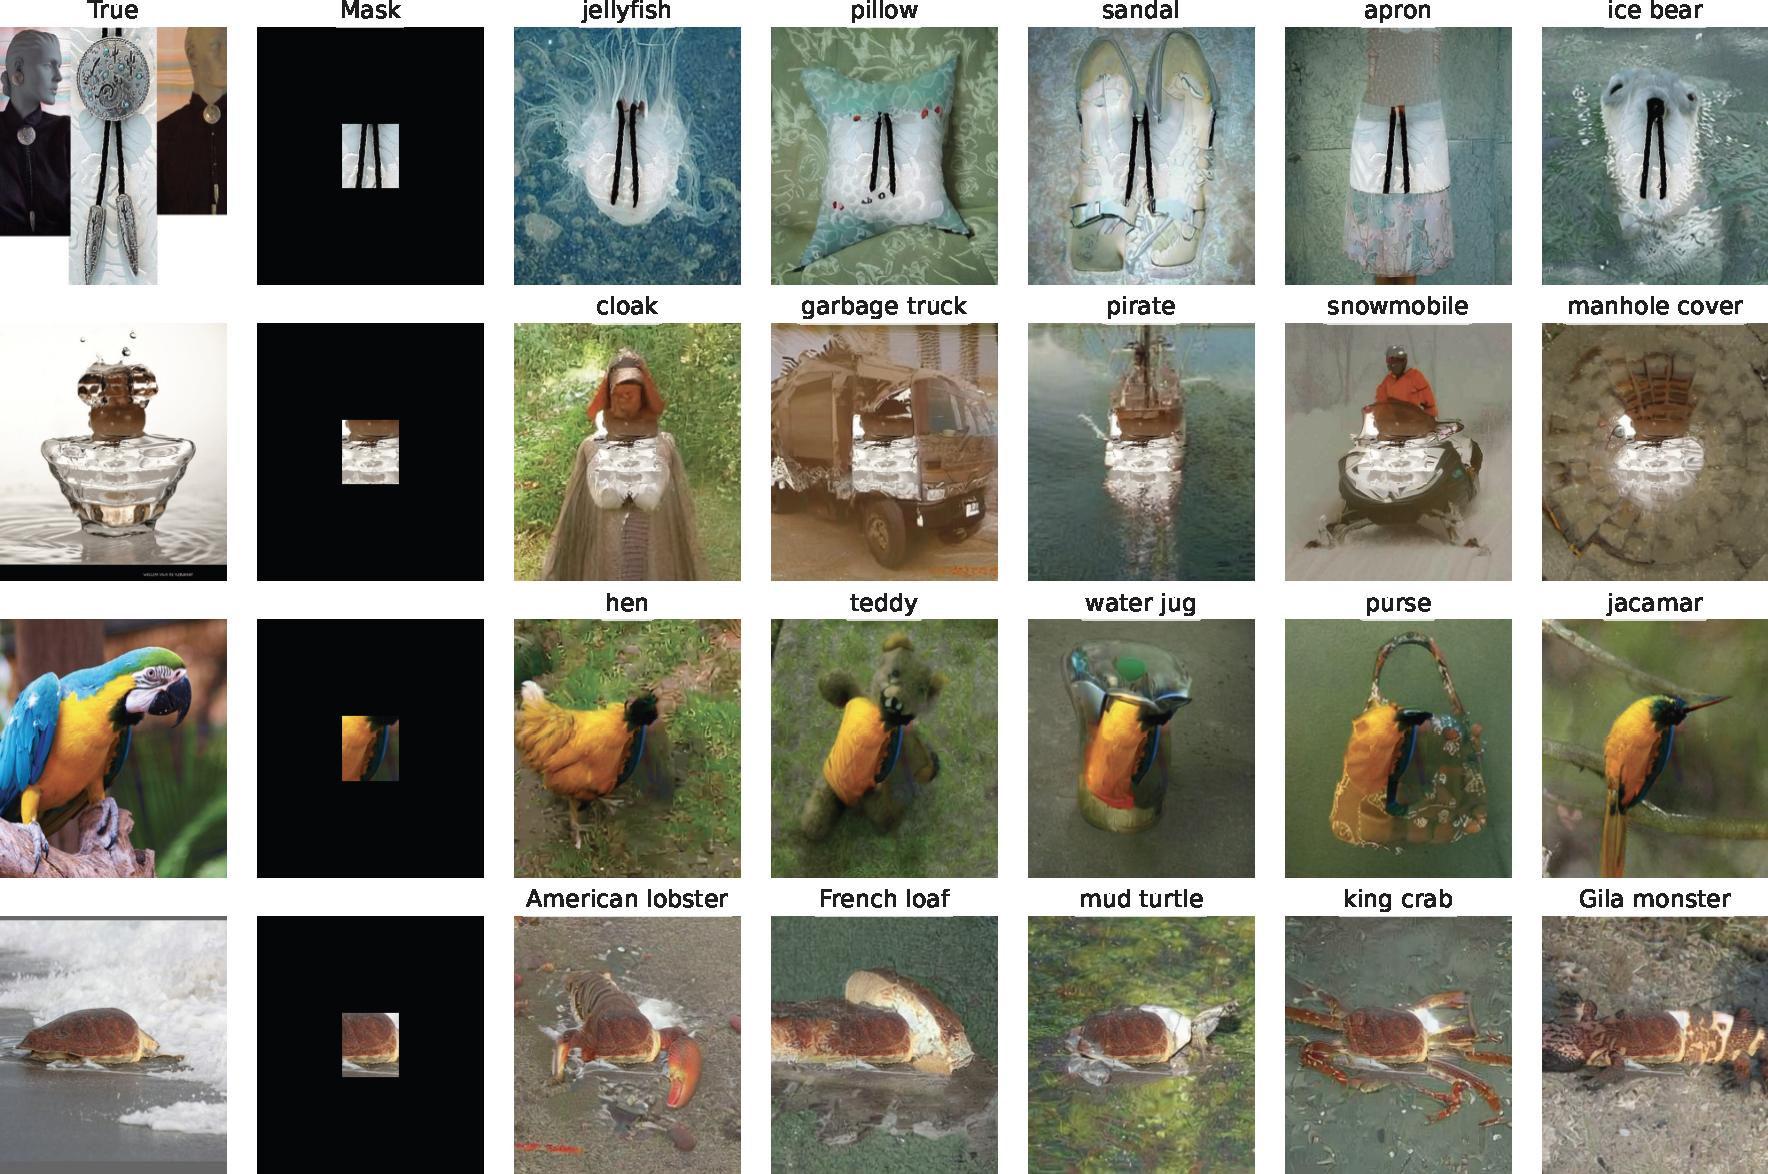 True Mask jellyfish pillow sandal apron ice bear
cloak garbage truck pirate snowmobile manhole cover
hen teddy water jug purse jacamar
American lobster French loaf mud turtle king crab Gila monster